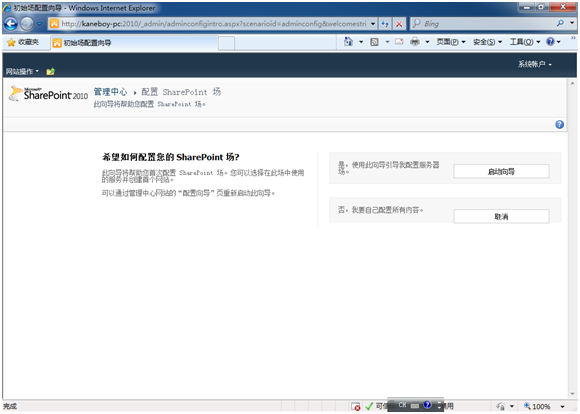 初始场配置向导 - Windows Internet Explorer
http://kaneboy-pc:2010/_admin/adminconfigintro.aspx?scenarioid=adminconfig&welcomestri
Bing
收藏夹
初始场配置向导
页面(P)
安全(S)
工具(O)
系统帐户
网站操作
Microsoft
SharePoint 2010
管理中心 ▸ 配置 SharePoint 场
此向导将帮助您配置 SharePoint 场。
希望如何配置您的 SharePoint 场?
此向导将帮助您首次配置 SharePoint 场。您可以选择在此场中使用
的服务并创建首个网站。
可以通过管理中心网站的“配置向导”页重新启动此向导。
是，使用此向导引导我配置服务器
场。
启动向导
否，我要自己配置所有内容。
取消
完成
CH
100%